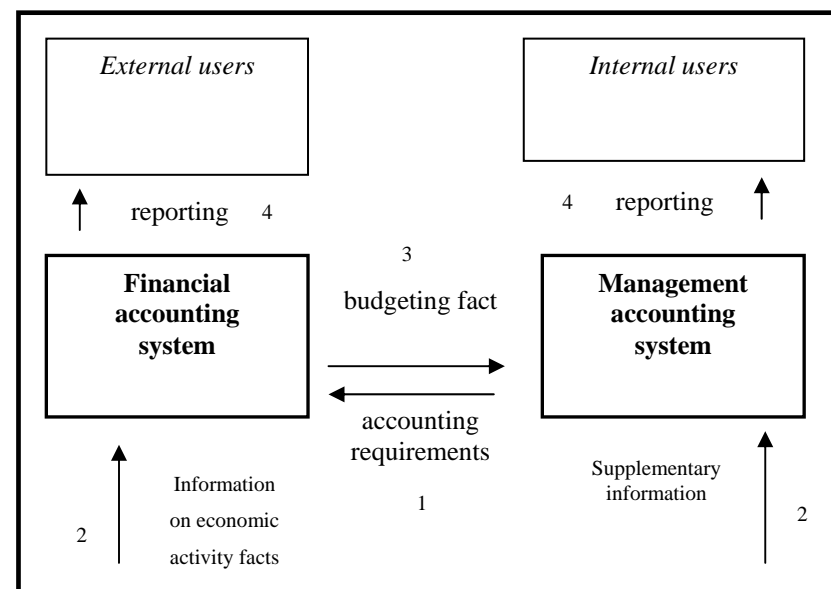 External users
Internal users
reporting 4
4 reporting
3
budgeting fact
Financial
accounting
system
Management
accounting
system
accounting
requirements
1
Information
on economic
activity facts
2
Supplementary
information
2